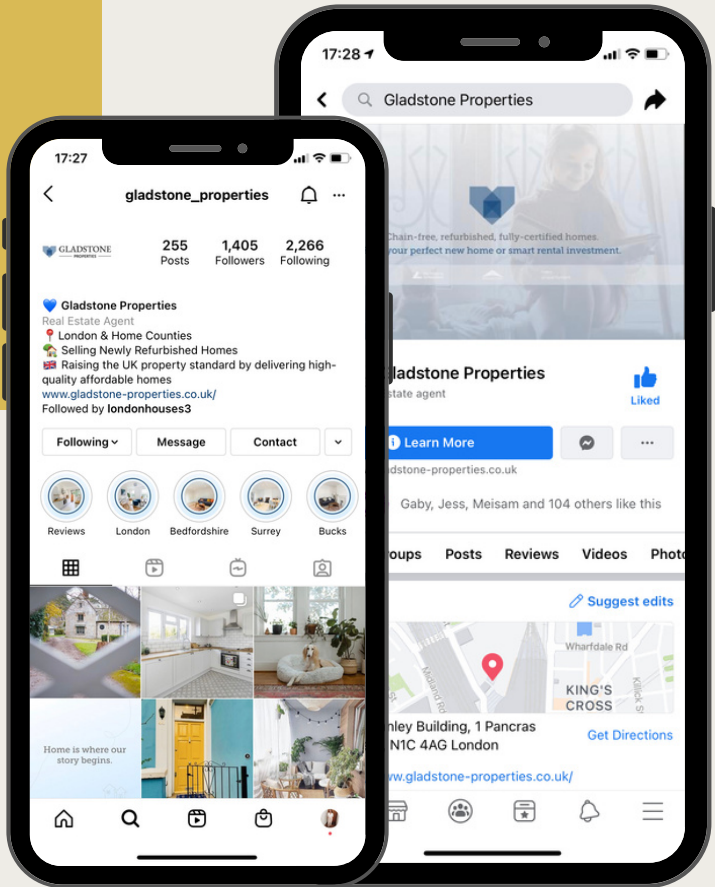 17:27
gladstone_properties
GLADSTONE
PROPERTIES
255 1,405 2,266
Posts Followers Following
💙 Gladstone Properties
Real Estate Agent
📍 London & Home Counties
🏡 Selling Newly Refurbished Homes
🇬🇧 Raising the UK property standard by delivering high-
quality affordable homes
www.gladstone-properties.co.uk/
Followed by londonhouses3
Following Message Contact
Reviews London Bedfordshire Surrey Bucks
Home is where our
story begins.
17:28
Gladstone Properties
Chain-free, refurbished, fully-certified homes.
your perfect new home or smart rental investment.
ladstone Properties
state agent
Liked
Learn More
dstone-properties.co.uk
Gaby, Jess, Meisam and 104 others like this
oups Posts Reviews Videos Photo
Suggest edits
Wharfdale Rd
Midland Rd
KING'S
CROSS
Killick S
nley Building, 1 Pancras
N1C 4AG London
Get Directions
ww.gladstone-properties.co.uk/